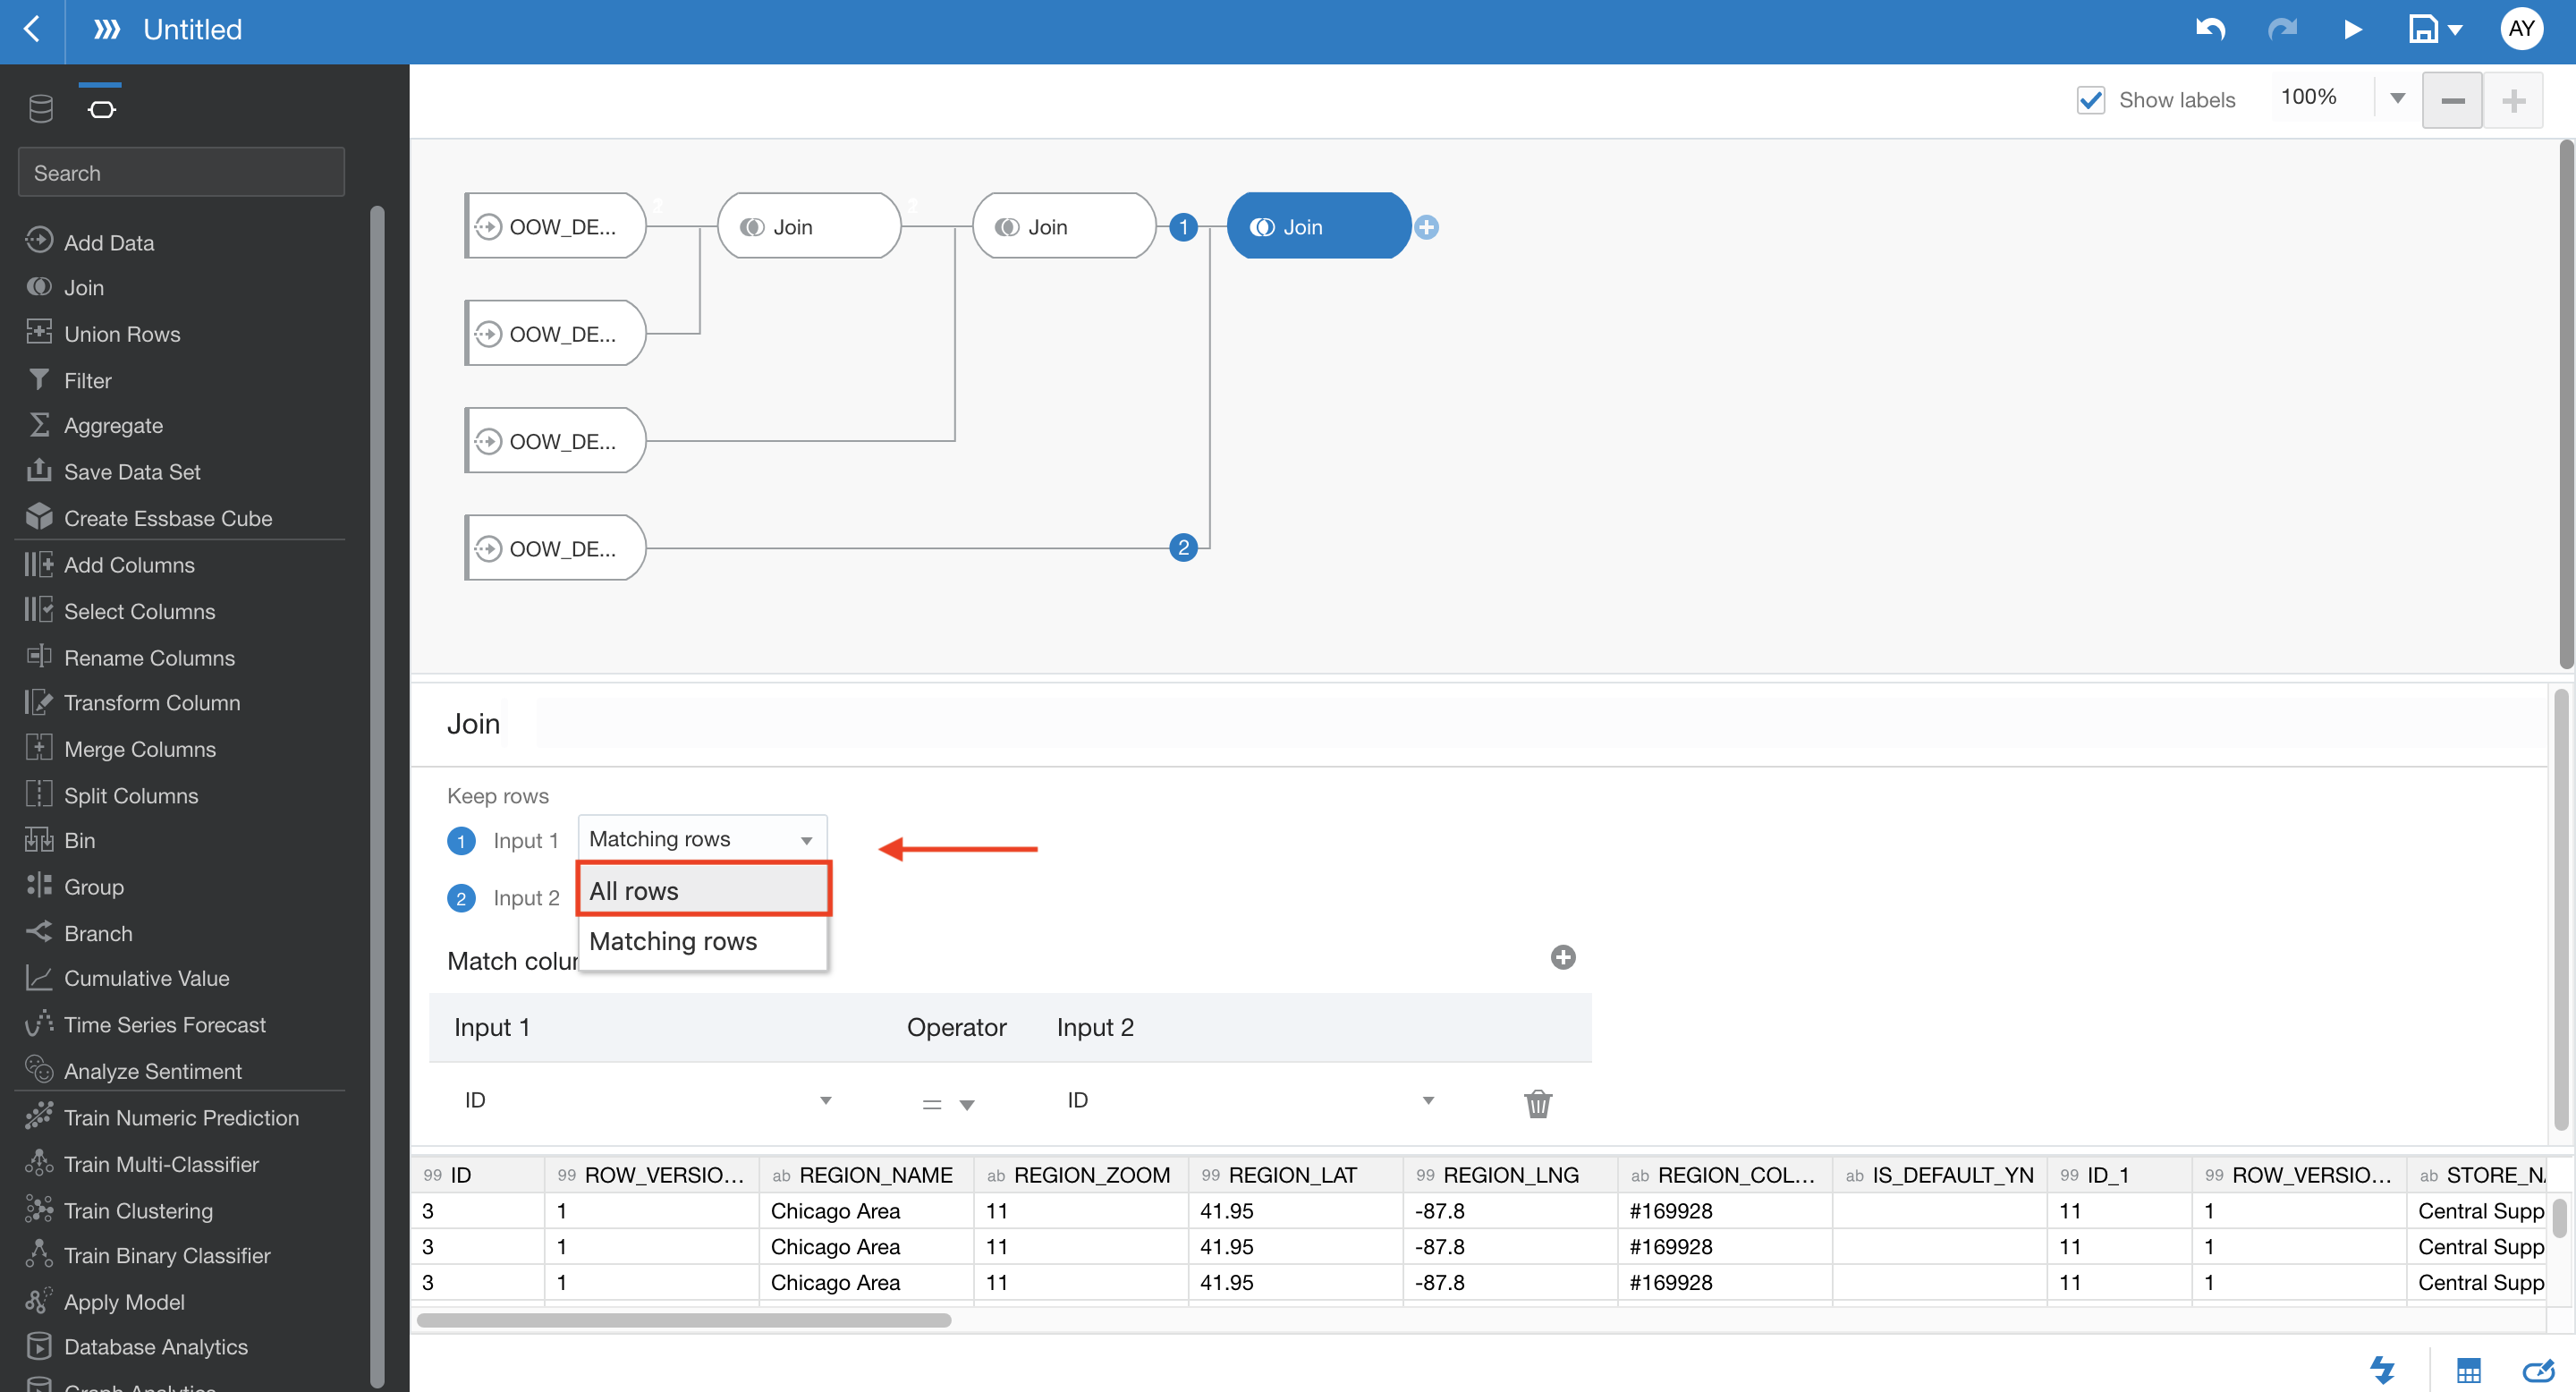 Untitled
AY
Show labels
100%
Search
Add Data
Join
Union Rows
Filter
Aggregate
Save Data Set
Create Essbase Cube
Add Columns
Select Columns
Rename Columns
Transform Column
Merge Columns
Split Columns
Bin
Group
Branch
Cumulative Value
Time Series Forecast
Analyze Sentiment
Train Numeric Prediction
Train Multi-Classifier
Train Clustering
Train Binary Classifier
Apply Model
Database Analytics
OOW_DE... 2 Join 2 Join 1 Join
OOW_DE...
OOW_DE...
OOW_DE... 2
Join
Keep rows
1 Input 1 Matching rows
2 Input 2 All rows
Matching rows
Match colu
Input 1 Operator Input 2
ID = ID
99 ID 99 ROW_VERSIO... ab REGION_NAME ab REGION_ZOOM 99 REGION_LAT 99 REGION_LNG ab REGION_COL... ab IS_DEFAULT_YN 99 ID_1 99 ROW_VERSIO... ab STORE_N
3 1 Chicago Area 11 41.95 -87.8 #169928 11 1 Central Supp
3 1 Chicago Area 11 41.95 -87.8 #169928 11 1 Central Supp
3 1 Chicago Area 11 41.95 -87.8 #169928 11 1 Central Supp